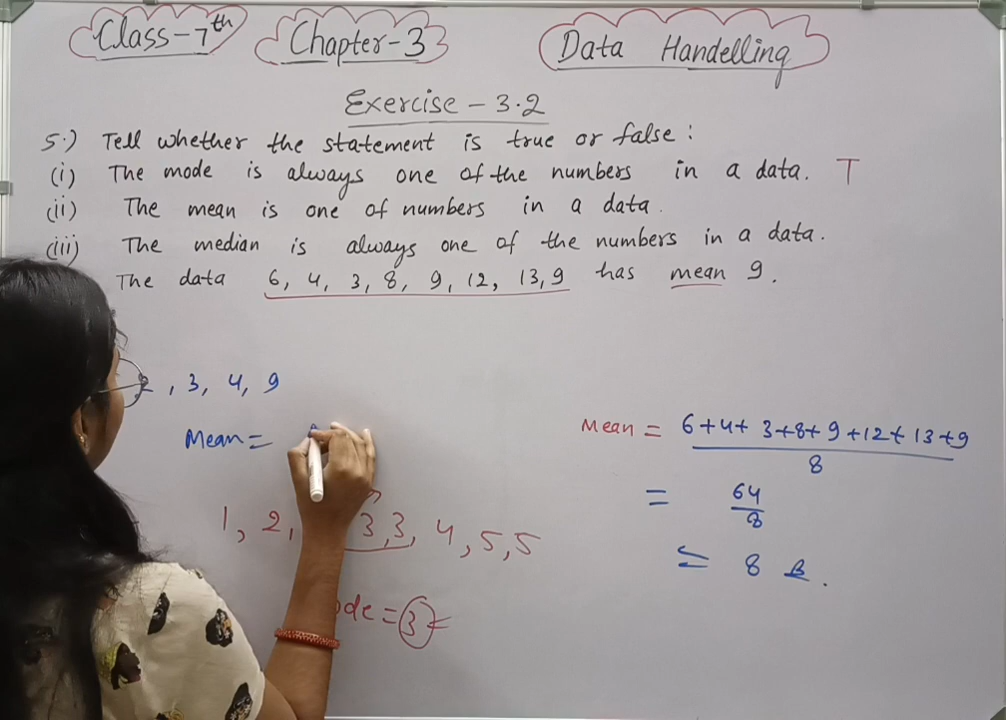 Class-7th Chapter-3 Data Handelling
Exercise - 3.2
5.) Tell whether the statement is true or false :
(i) The mode is always one of the numbers in a data. T
(ii) The mean is one of numbers in a data.
(iii) The median is always one of the numbers in a data.
The data 6, 4, 3, 8, 9, 12, 13, 9 has mean 9.
2, 3, 4, 9
Mean =
Mean = 6+4+ 3+8+ 9 +12+ 13 +9
8
= 64
8
= 8
1, 2, 3,3, 4, 5, 5
ode = 3